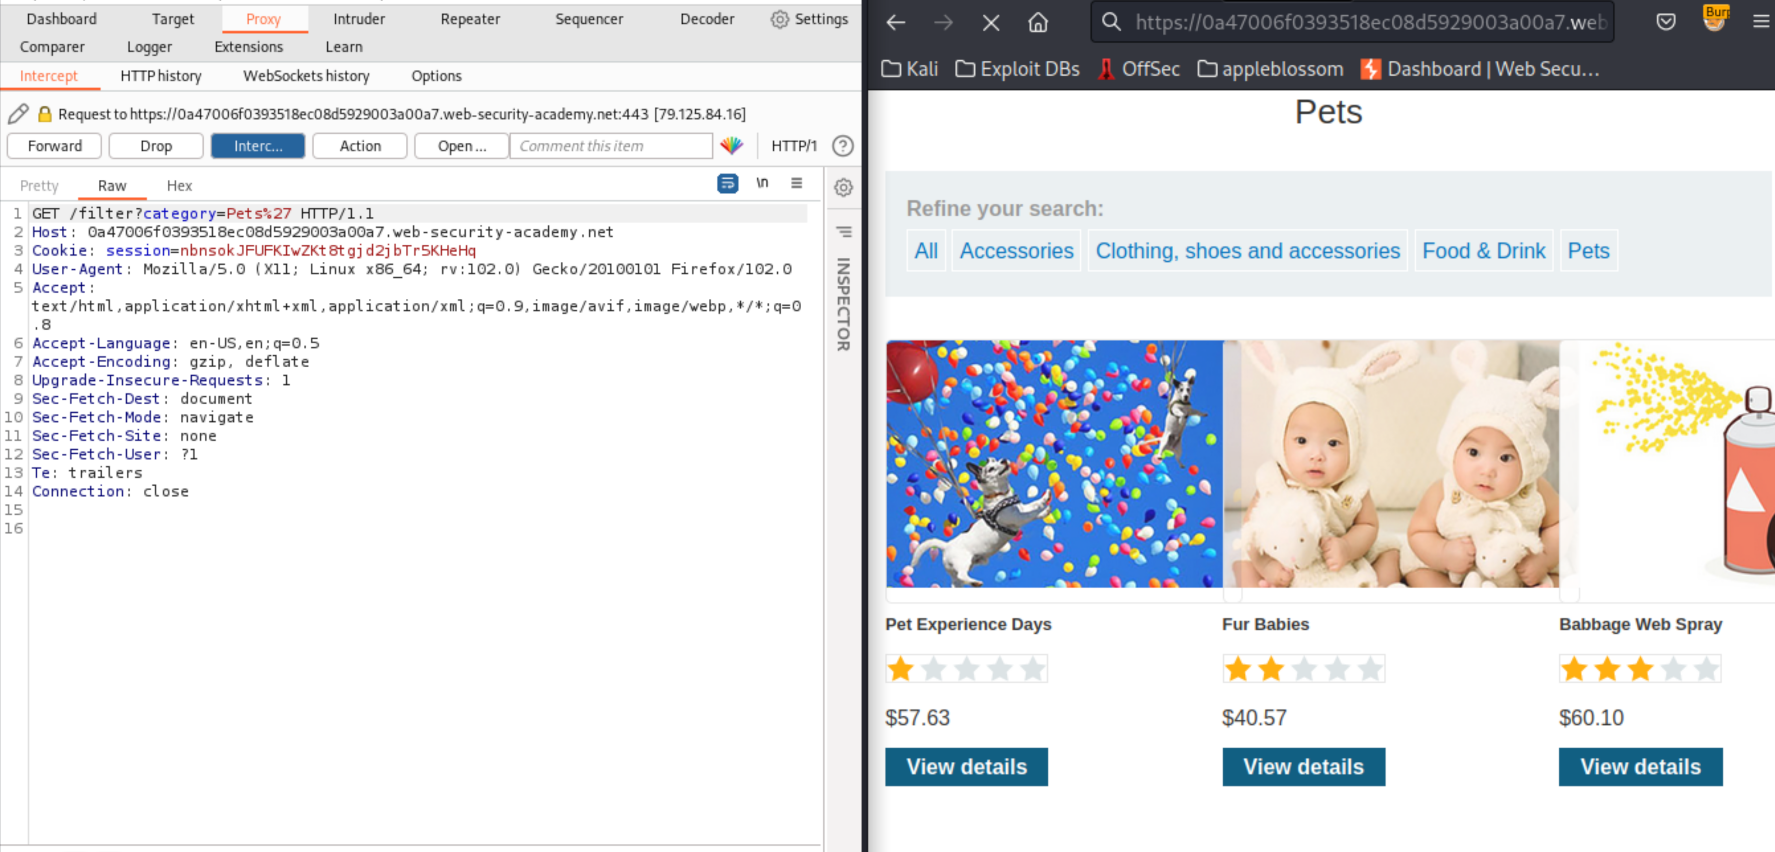 Dashboard Target Proxy Intruder Repeater Sequencer Decoder Settings
Comparer Logger Extensions Learn
Intercept HTTP history WebSockets history Options
Request to https://0a47006f0393518ec08d5929003a00a7.web-security-academy.net:443 [79.125.84.16]
Forward Drop Interc... Action Open ... Comment this item HTTP/1 ?
Pretty Raw Hex \n
1 GET /filter?category=Pets%27 HTTP/1.1
2 Host: 0a47006f0393518ec08d5929003a00a7.web-security-academy.net
3 Cookie: session=nbnsokJFUFKIwZKt8tgjd2jbTr5KHeHq
4 User-Agent: Mozilla/5.0 (X11; Linux x86_64; rv:102.0) Gecko/20100101 Firefox/102.0
5 Accept:
text/html,application/xhtml+xml,application/xml;q=0.9,image/avif,image/webp,*/*;q=0
.8
6 Accept-Language: en-US,en;q=0.5
7 Accept-Encoding: gzip, deflate
8 Upgrade-Insecure-Requests: 1
9 Sec-Fetch-Dest: document
10 Sec-Fetch-Mode: navigate
11 Sec-Fetch-Site: none
12 Sec-Fetch-User: ?1
13 Te: trailers
14 Connection: close
15
16
INSPECTOR
https://0a47006f0393518ec08d5929003a00a7.web
Burp
Kali Exploit DBs OffSec appleblossom Dashboard | Web Secu...
Pets
Refine your search:
All Accessories Clothing, shoes and accessories Food & Drink Pets
Pet Experience Days Fur Babies Babbage Web Spray
$57.63 $40.57 $60.10
View details View details View details